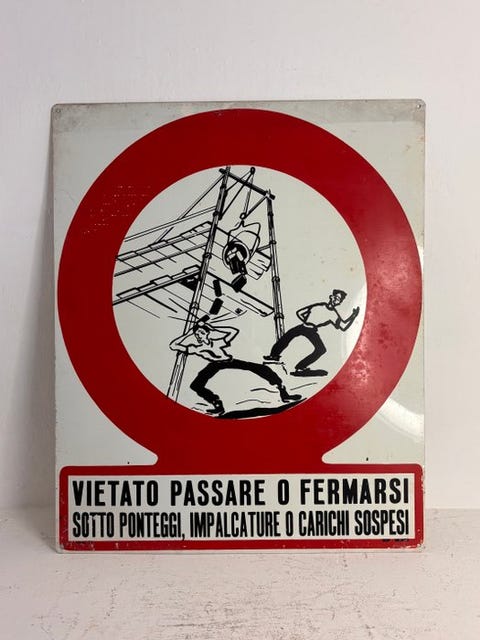 VIETATO PASSARE O FERMARSI
SOTTO PONTEGGI, IMPALCATURE O CARICHI SOSPESI